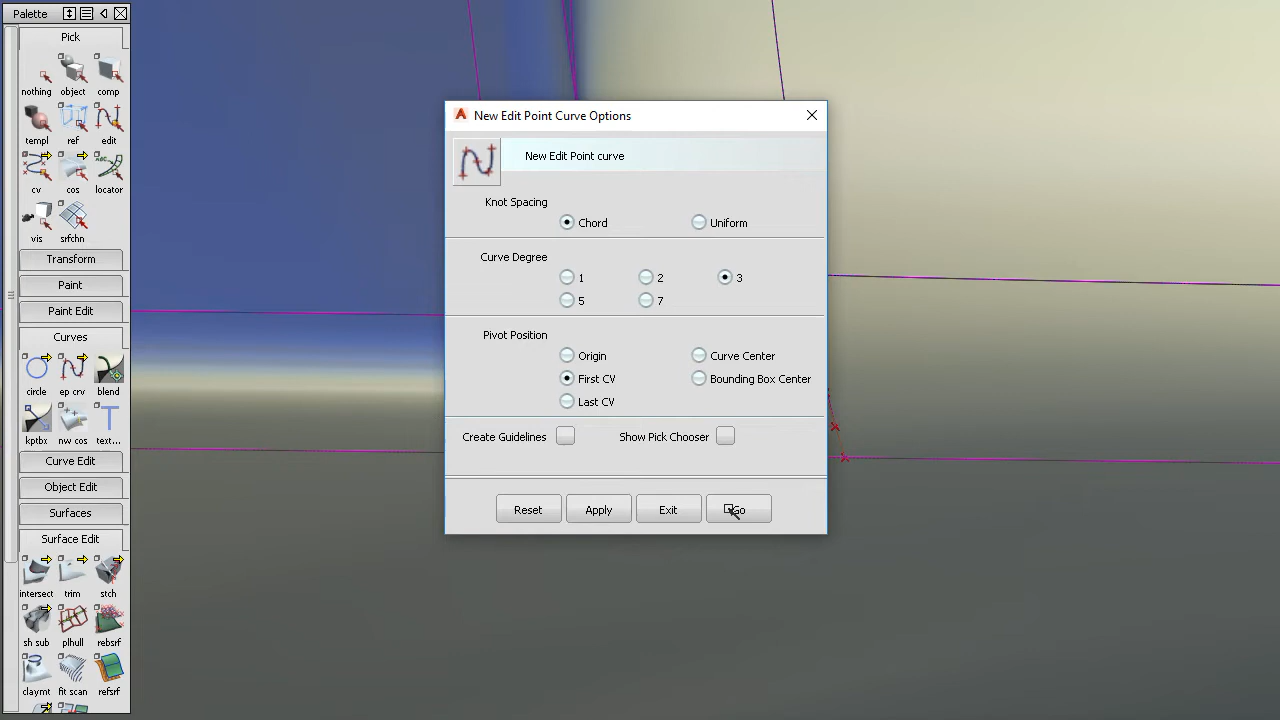 Palette
Pick
nothing object comp
templ ref edit
cv cos locator
vis srfchn
Transform
Paint
Paint Edit
Curves
circle ep crv blend
kptbx nw cos text...
Curve Edit
Object Edit
Surfaces
Surface Edit
intersect trim stch
sh sub plhull rebsrf
claymt fit scan refsrf
New Edit Point Curve Options
New Edit Point curve
Knot Spacing
Chord Uniform
Curve Degree
1 2 3
5 7
Pivot Position
Origin Curve Center
First CV Bounding Box Center
Last CV
Create Guidelines Show Pick Chooser
Reset Apply Exit Go